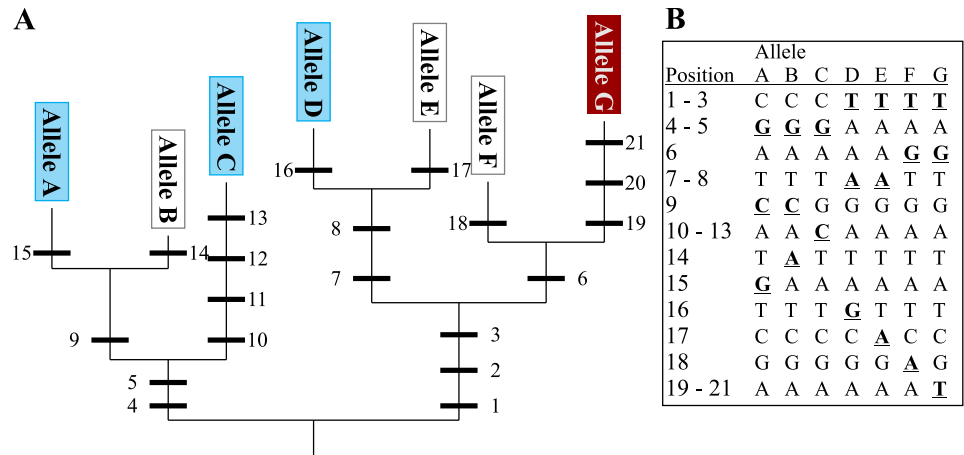 A
Allele A
Allele B
Allele C
Allele D
Allele E
Allele F
Allele G
21
16
17
20
13
18
19
15
14
8
12
7
6
11
9
10
3
5
2
4
1
B
Allele
Position A B C D E F G
1 - 3 C C C T T T T
4 - 5 G G G A A A A
6 A A A A A G G
7 - 8 T T T A A T T
9 C C G G G G G
10 - 13 A A C A A A A
14 T A T T T T T
15 G A A A A A A
16 T T T G T T T
17 C C C C A C C
18 G G G G G A G
19 - 21 A A A A A A T